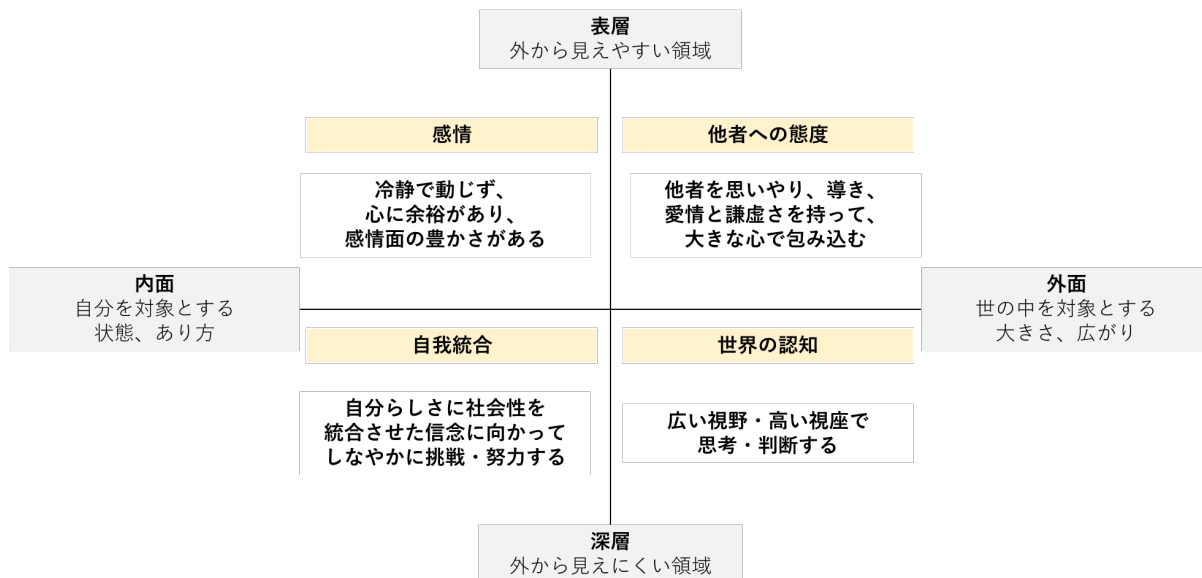 表層
外から見えやすい領域
感情
他者への態度
冷静で動じず、
心に余裕があり、
感情面の豊かさがある
他者を思いやり、導き、
愛情と謙虚さを持って、
大きな心で包み込む
内面
自分を対象とする
状態、あり方
外面
世の中を対象とする
大きさ、広がり
自我統合
世界の認知
自分らしさに社会性を
統合させた信念に向かって
しなやかに挑戦・努力する
広い視野・高い視座で
思考・判断する
深層
外から見えにくい領域